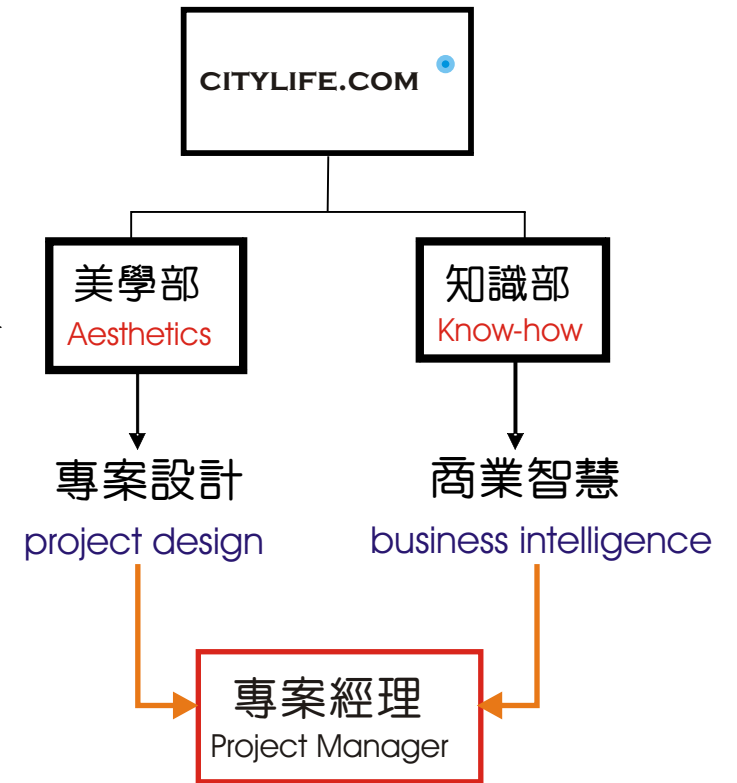 CITYLIFE.COM
美學部
Aesthetics
知識部
Know-how
專案設計
project design
商業智慧
business intelligence
專案經理
Project Manager